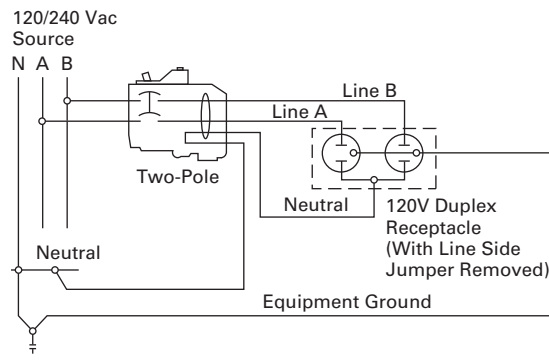 120/240 Vac
Source
N A B
Line B
Line A
Two-Pole
Neutral
120V Duplex
Receptacle
(With Line Side
Jumper Removed)
Neutral
Equipment Ground